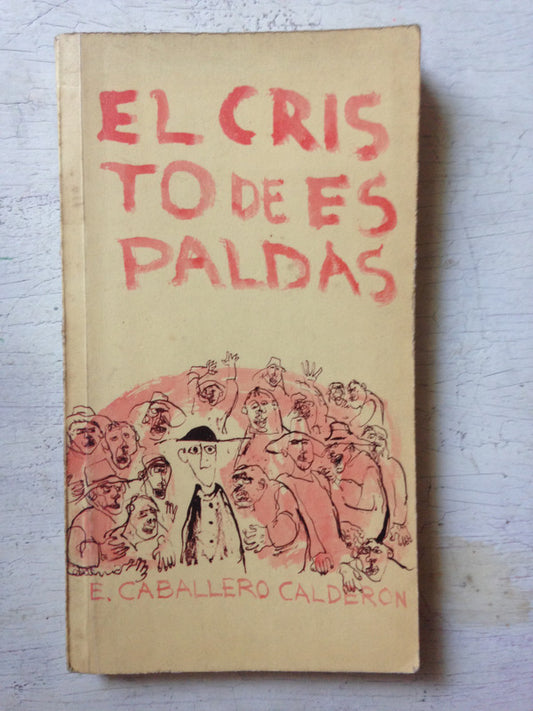 EL CRIS
TO DE ES
PALDAS
E. CABALLERO CALDERON